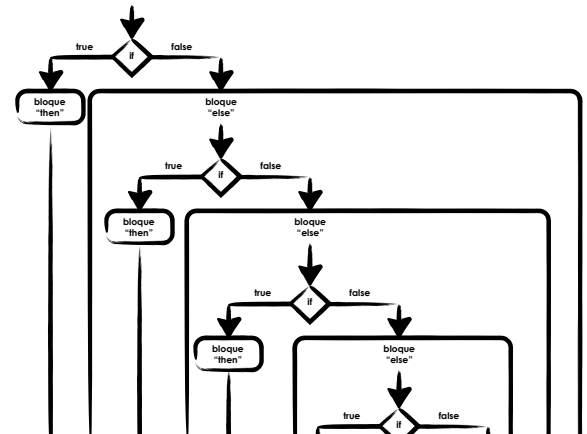 if
true
false
bloque
“then”
bloque
“else”
if
true
false
bloque
“then”
bloque
“else”
if
true
false
bloque
“then”
bloque
“else”
if
true
false